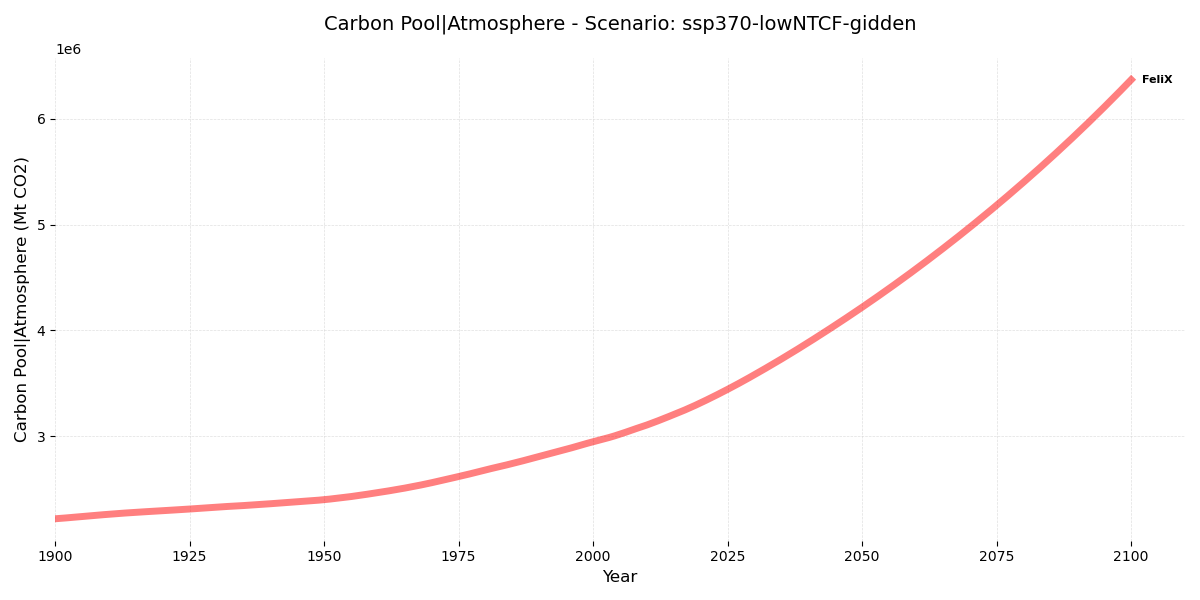 Carbon Pool|Atmosphere - Scenario: ssp370-lowNTCF-gidden
1e6
FeliX
6
5
4
3
Carbon Pool|Atmosphere (Mt CO2)
1900 1925 1950 1975 2000 2025 2050 2075 2100
Year